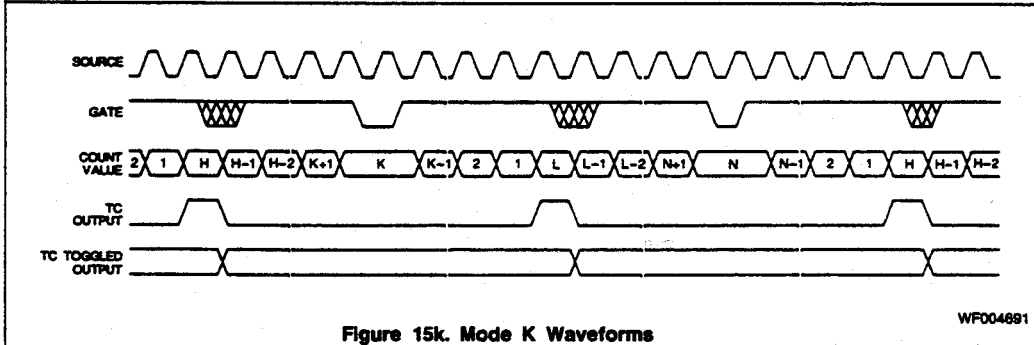 SOURCE
GATE
COUNT VALUE 2 1 H H-1 H-2 K+1 K K-1 2 1 L L-1 L-2 N+1 N N-1 2 1 H H-1 H-2
TC OUTPUT
TC TOGGLED OUTPUT
WF004691
Figure 15k. Mode K Waveforms